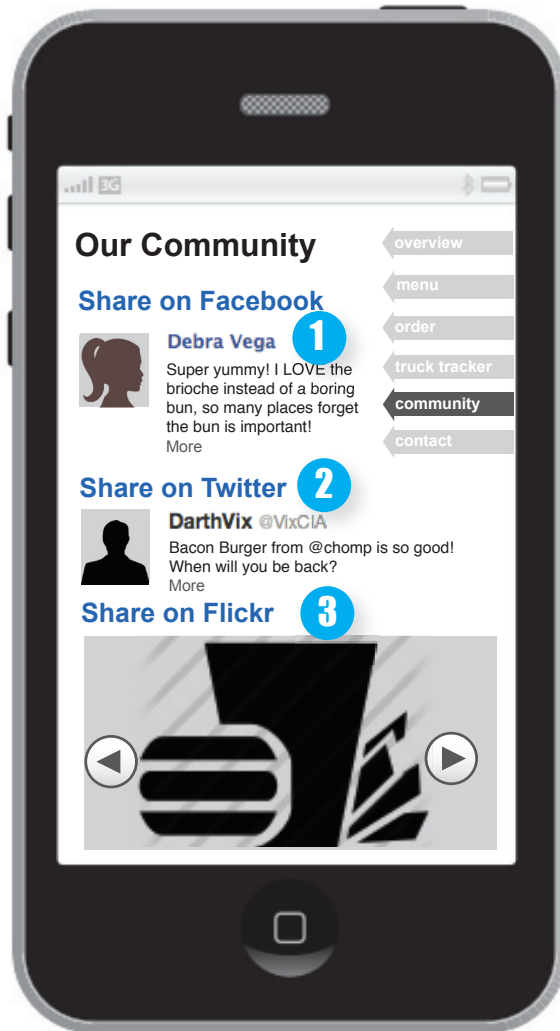 3G
Our Community
overview
menu
order
truck tracker
community
contact
Share on Facebook
1
Debra Vega
Super yummy! I LOVE the
brioche instead of a boring
bun, so many places forget
the bun is important!
More
Share on Twitter
2
DarthVix @VixCIA
Bacon Burger from @chomp is so good!
When will you be back?
More
Share on Flickr
3